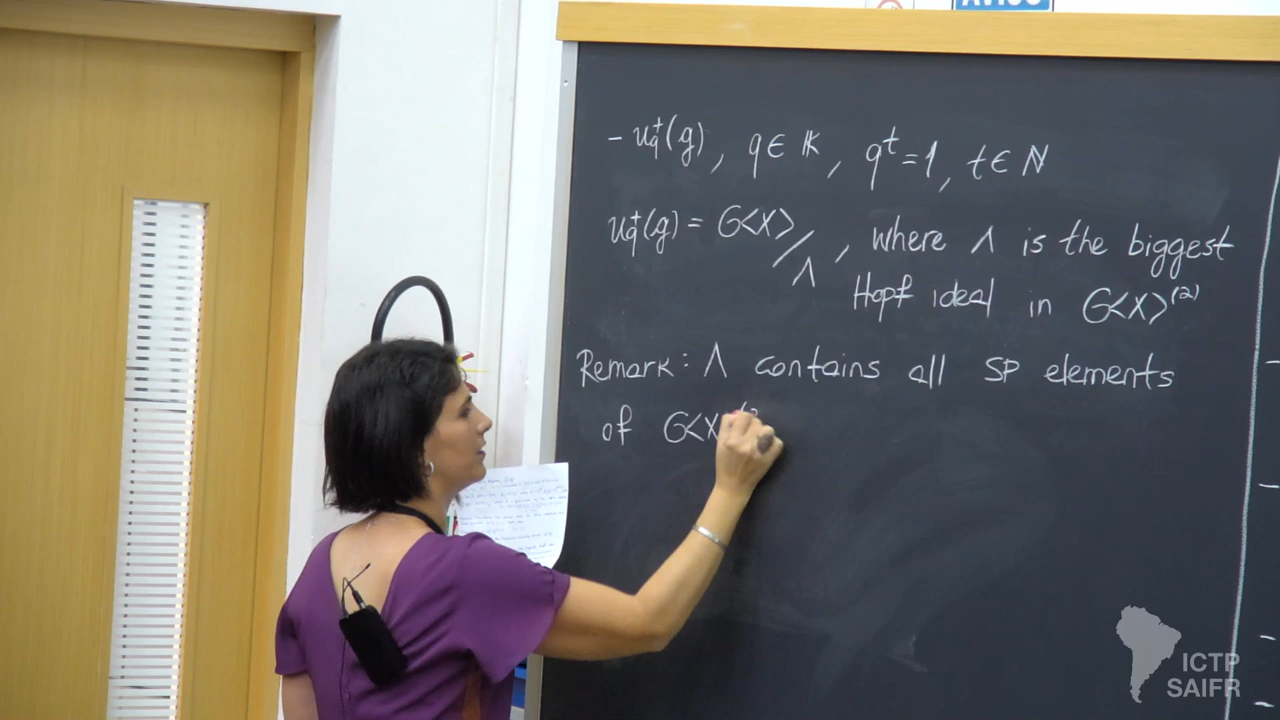 AVISO
- u_q^+(g), q ∈ 𝕂, q^t = 1, t ∈ ℕ
u_q^+(g) = G<X>/Λ, where Λ is the biggest
Hopf ideal in G<X>^(2)
Remark: Λ contains all SP elements
of G<X
ICTP
SAIFR